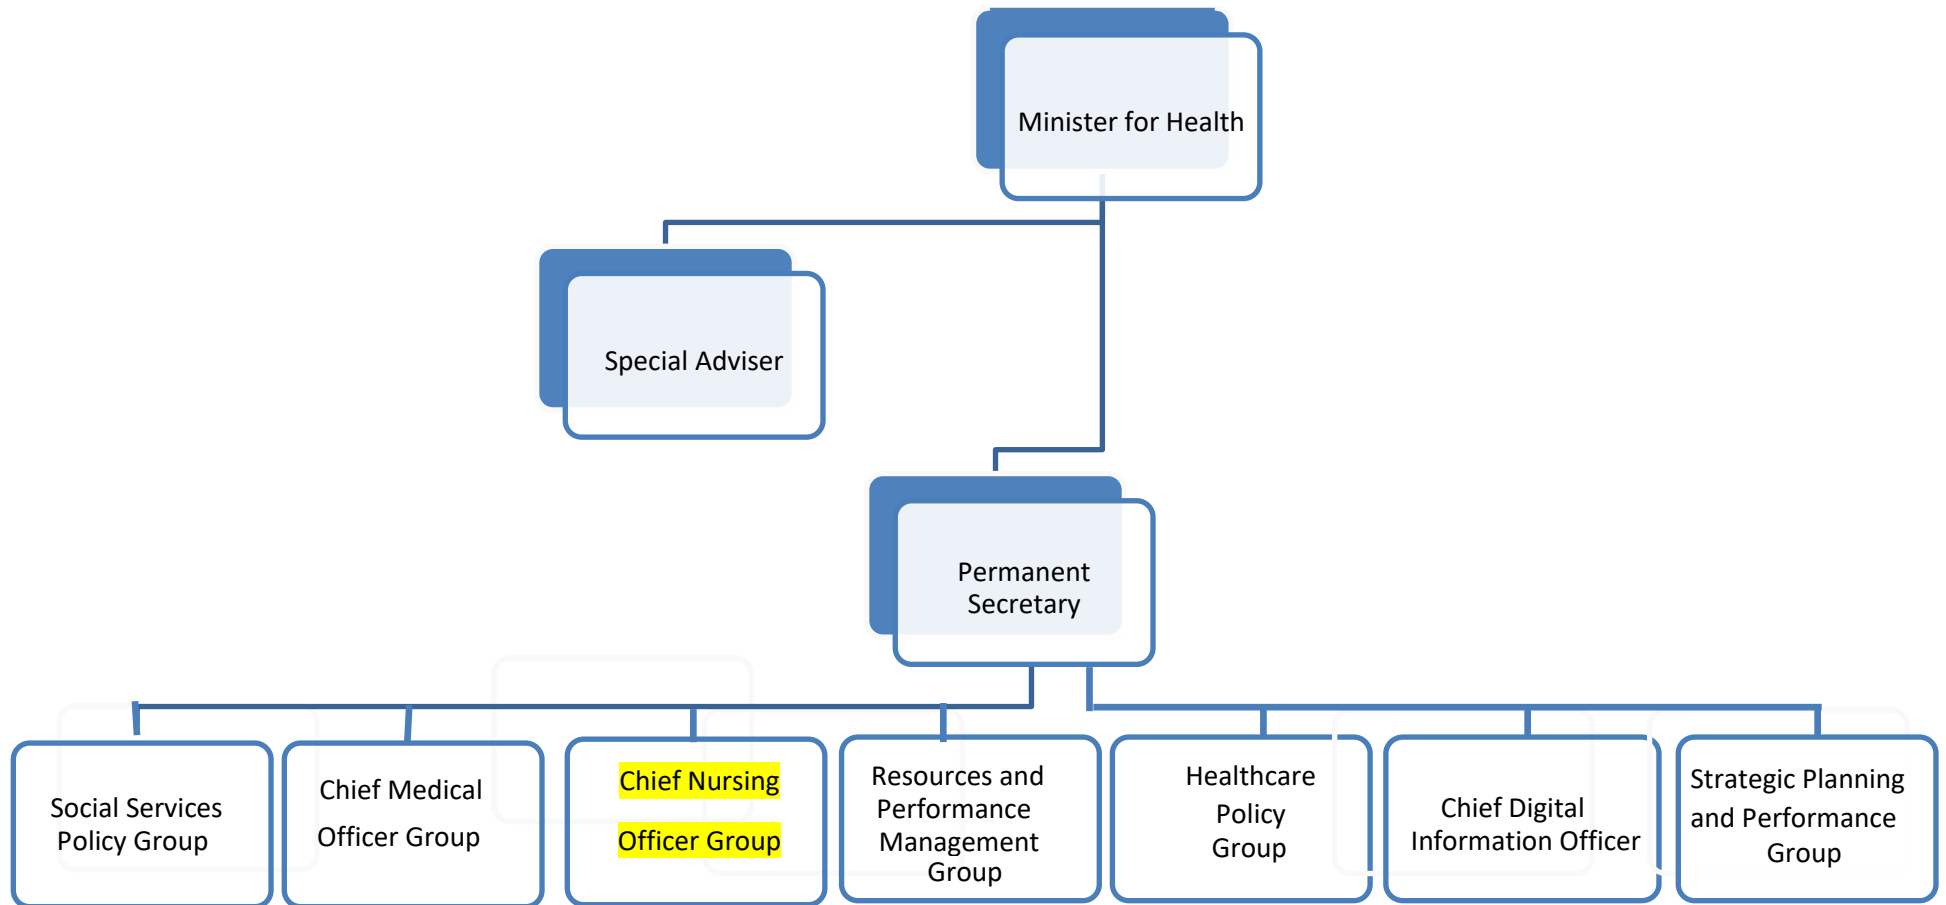 Minister for Health
Special Adviser
Permanent
Secretary
Social Services
Policy Group
Chief Medical
Officer Group
Chief Nursing
Officer Group
Resources and
Performance
Management
Group
Healthcare
Policy
Group
Chief Digital
Information Officer
Strategic Planning
and Performance
Group